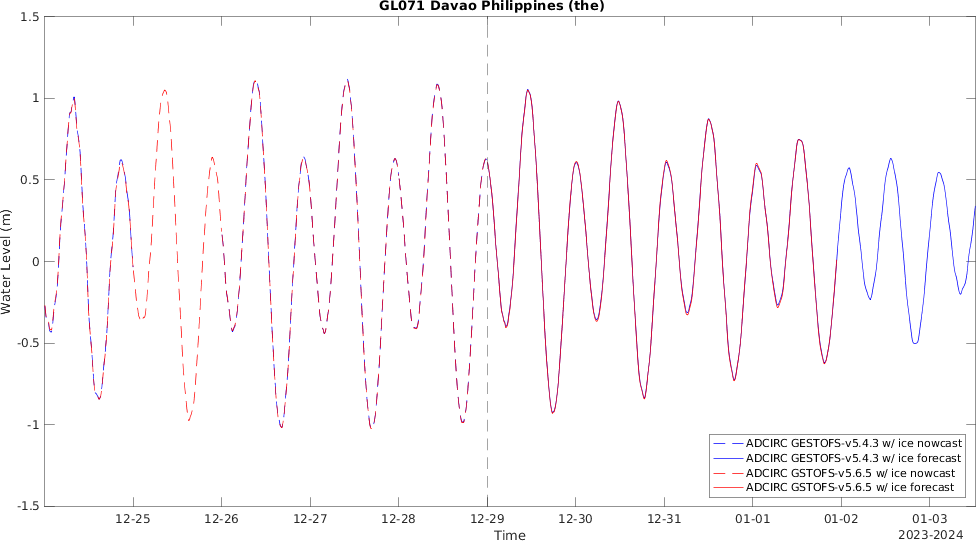 GL071 Davao Philippines (the)
1.5
1
0.5
0
-0.5
-1
-1.5
Water Level (m)
12-25 12-26 12-27 12-28 12-29 12-30 12-31 01-01 01-02 01-03
Time
2023-2024
ADCIRC GESTOFS-v5.4.3 w/ ice nowcast
ADCIRC GESTOFS-v5.4.3 w/ ice forecast
ADCIRC GSTOFS-v5.6.5 w/ ice nowcast
ADCIRC GSTOFS-v5.6.5 w/ ice forecast